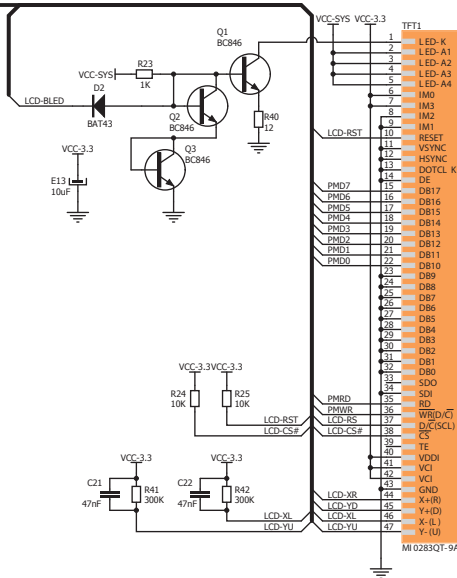 Q1
BC846
VCC-SYS VCC-3.3
TFT1
R23
VCC-SYS
1K
D2
LCD-BLED
BAT43
Q2
BC846
R40
12
Q3
BC846
VCC-3.3
E13
10uF
LCD-RST
PMD7
PMD6
PMD5
PMD4
PMD3
PMD2
PMD1
PMD0
1 LED-K
2 LED-A1
3 LED-A2
4 LED-A3
5 LED-A4
6 IM0
7 IM3
8 IM2
9 IM1
10 RESET
11 VSYNC
12 HSYNC
13 DOTCLK
14 DE
15 DB17
16 DB16
17 DB15
18 DB14
19 DB13
20 DB12
21 DB11
22 DB10
23 DB9
24 DB8
25 DB7
26 DB6
27 DB5
28 DB4
29 DB3
30 DB2
31 DB1
32 DB0
33 SDO
34 SDI
35 RD
36 WR(D/C)
37 D/C(SCL)
38 CS
39 TE
40 VDDI
41 VCI
42 VCI
43 GND
44 X+(R)
45 Y+(D)
46 X-(L)
47 Y-(U)
MI0283QT-9A
VCC-3.3 VCC-3.3
R24
10K
R25
10K
LCD-RST
LCD-CS#
PMRD
PMWR
LCD-RS
LCD-CS#
VCC-3.3
VCC-3.3
C21
47nF
R41
300K
C22
47nF
R42
300K
LCD-XL
LCD-YU
LCD-XR
LCD-YD
LCD-XL
LCD-YU